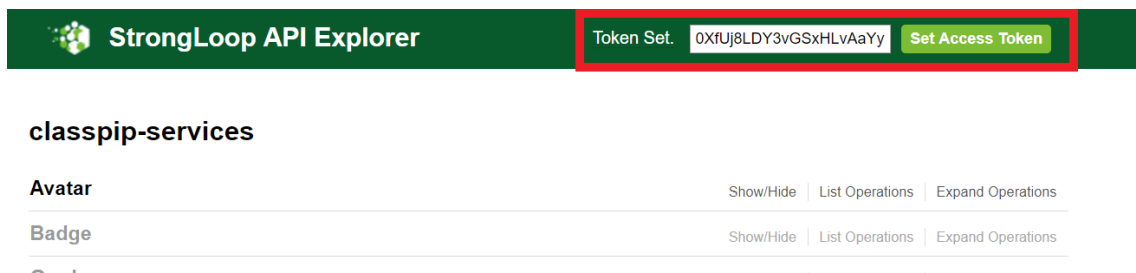 StrongLoop API Explorer Token Set. 0XfUj8LDY3vGSxHLvAaYy Set Access Token
classpip-services
Avatar Show/Hide List Operations Expand Operations
Badge Show/Hide List Operations Expand Operations